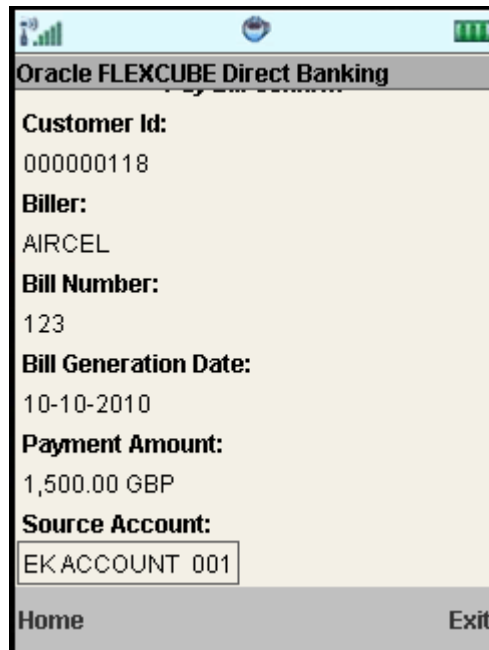 Oracle FLEXCUBE Direct Banking
Customer Id:
000000118
Biller:
AIRCEL
Bill Number:
123
Bill Generation Date:
10-10-2010
Payment Amount:
1,500.00 GBP
Source Account:
EK ACCOUNT 001
Home
Exit